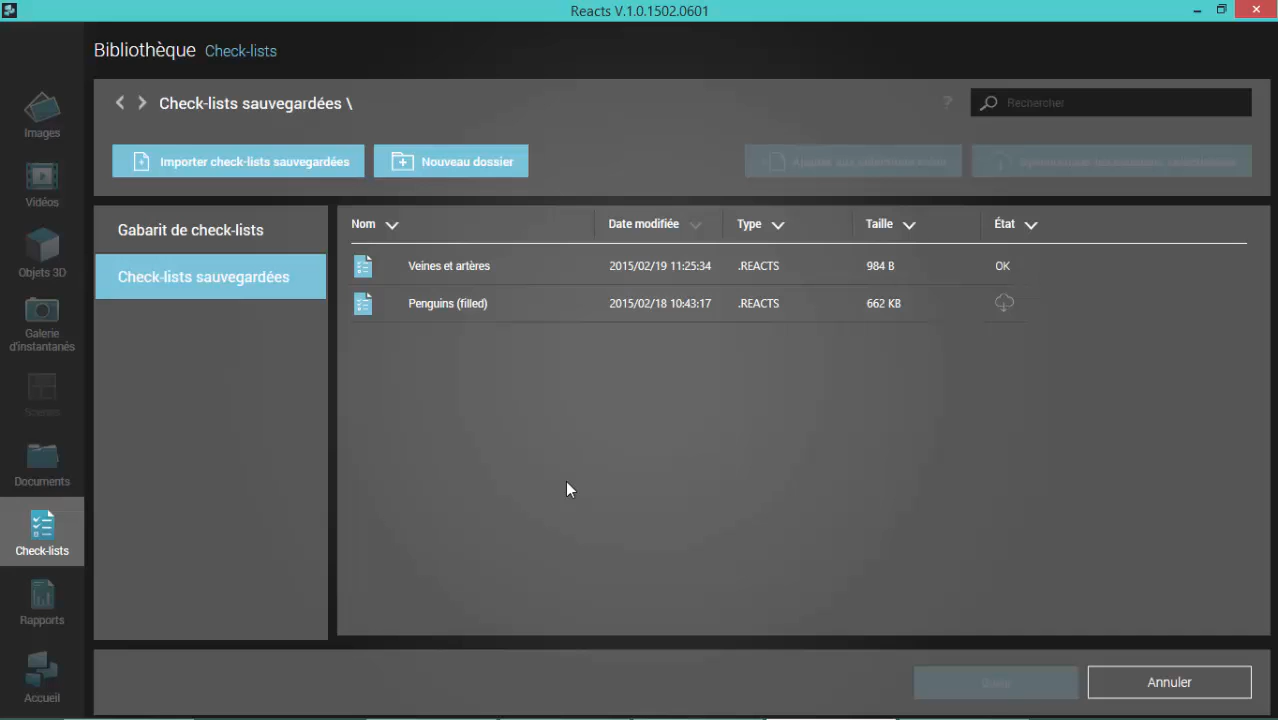 Reacts V.1.0.1502.0601
Bibliothèque Check-lists
Check-lists sauvegardées \
?
Rechercher
Importer check-lists sauvegardées
Nouveau dossier
Gabarit de check-lists
Check-lists sauvegardées
Nom Date modifiée Type Taille État
Veines et artères 2015/02/19 11:25:34 .REACTS 984 B OK
Penguins (filled) 2015/02/18 10:43:17 .REACTS 662 KB
Images
Vidéos
Objets 3D
Galerie
d'instantanés
Documents
Check-lists
Rapports
Accueil
Annuler